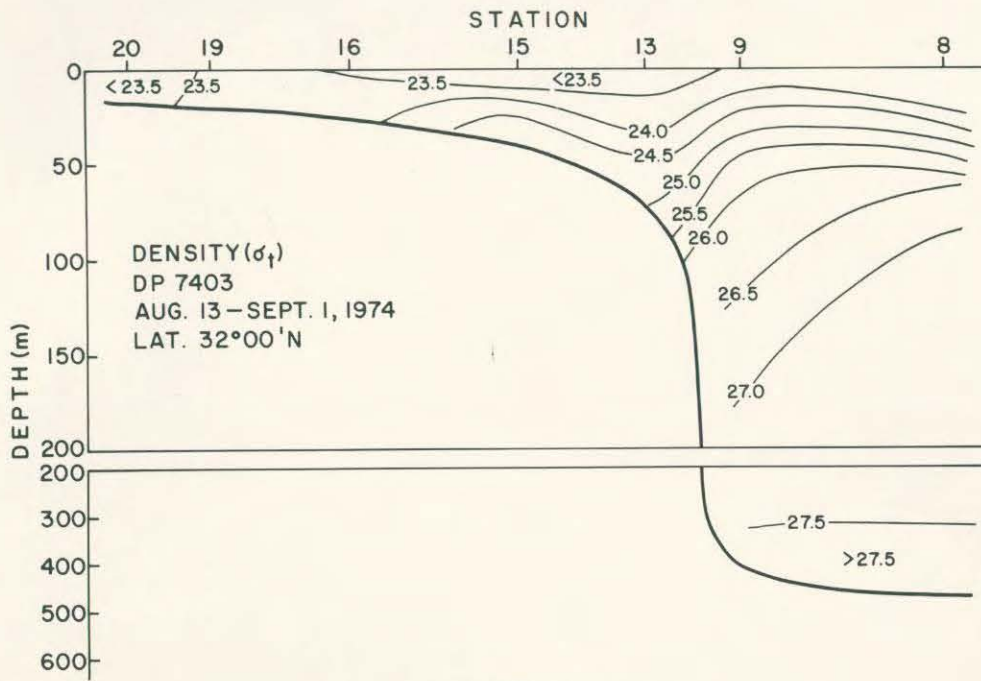 STATION
20 19 16 15 13 9 8
0
<23.5 23.5 23.5 <23.5
24.0
24.5
50
25.0
25.5
26.0
100
26.5
150
27.0
200
DENSITY (σt)
DP 7403
AUG. 13–SEPT. 1, 1974
LAT. 32°00'N
DEPTH (m)
200
300
27.5
400
>27.5
500
600